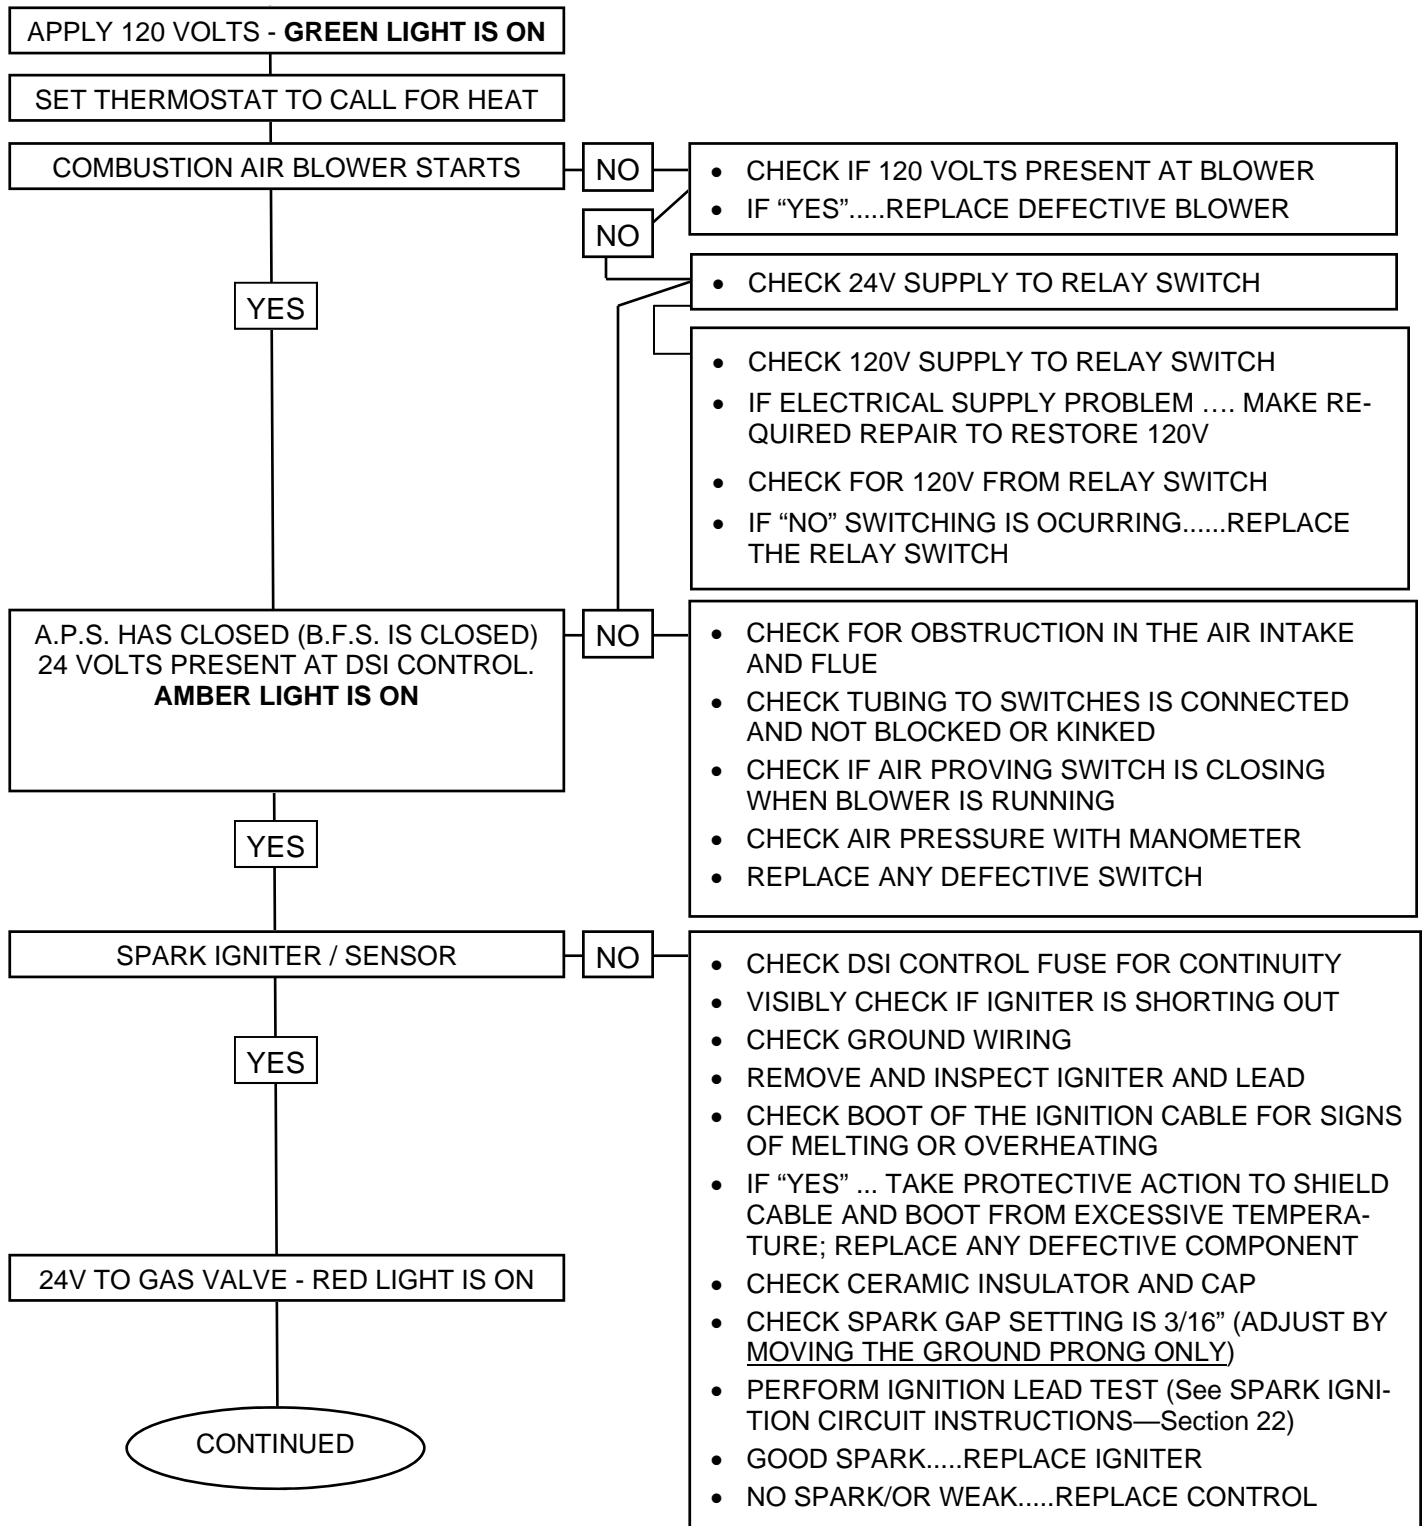 APPLY 120 VOLTS - GREEN LIGHT IS ON
SET THERMOSTAT TO CALL FOR HEAT
COMBUSTION AIR BLOWER STARTS
NO
• CHECK IF 120 VOLTS PRESENT AT BLOWER
• IF “YES”.....REPLACE DEFECTIVE BLOWER
NO
• CHECK 24V SUPPLY TO RELAY SWITCH
YES
• CHECK 120V SUPPLY TO RELAY SWITCH
• IF ELECTRICAL SUPPLY PROBLEM …. MAKE RE-
QUIRED REPAIR TO RESTORE 120V
• CHECK FOR 120V FROM RELAY SWITCH
• IF “NO” SWITCHING IS OCURRING......REPLACE
THE RELAY SWITCH
A.P.S. HAS CLOSED (B.F.S. IS CLOSED)
24 VOLTS PRESENT AT DSI CONTROL.
AMBER LIGHT IS ON
NO
• CHECK FOR OBSTRUCTION IN THE AIR INTAKE
AND FLUE
• CHECK TUBING TO SWITCHES IS CONNECTED
AND NOT BLOCKED OR KINKED
• CHECK IF AIR PROVING SWITCH IS CLOSING
WHEN BLOWER IS RUNNING
• CHECK AIR PRESSURE WITH MANOMETER
• REPLACE ANY DEFECTIVE SWITCH
YES
SPARK IGNITER / SENSOR
NO
• CHECK DSI CONTROL FUSE FOR CONTINUITY
• VISIBLY CHECK IF IGNITER IS SHORTING OUT
• CHECK GROUND WIRING
• REMOVE AND INSPECT IGNITER AND LEAD
• CHECK BOOT OF THE IGNITION CABLE FOR SIGNS
OF MELTING OR OVERHEATING
• IF “YES” ... TAKE PROTECTIVE ACTION TO SHIELD
CABLE AND BOOT FROM EXCESSIVE TEMPERA-
TURE; REPLACE ANY DEFECTIVE COMPONENT
• CHECK CERAMIC INSULATOR AND CAP
• CHECK SPARK GAP SETTING IS 3/16” (ADJUST BY
MOVING THE GROUND PRONG ONLY)
• PERFORM IGNITION LEAD TEST (See SPARK IGNI-
TION CIRCUIT INSTRUCTIONS—Section 22)
• GOOD SPARK.....REPLACE IGNITER
• NO SPARK/OR WEAK.....REPLACE CONTROL
YES
24V TO GAS VALVE - RED LIGHT IS ON
CONTINUED